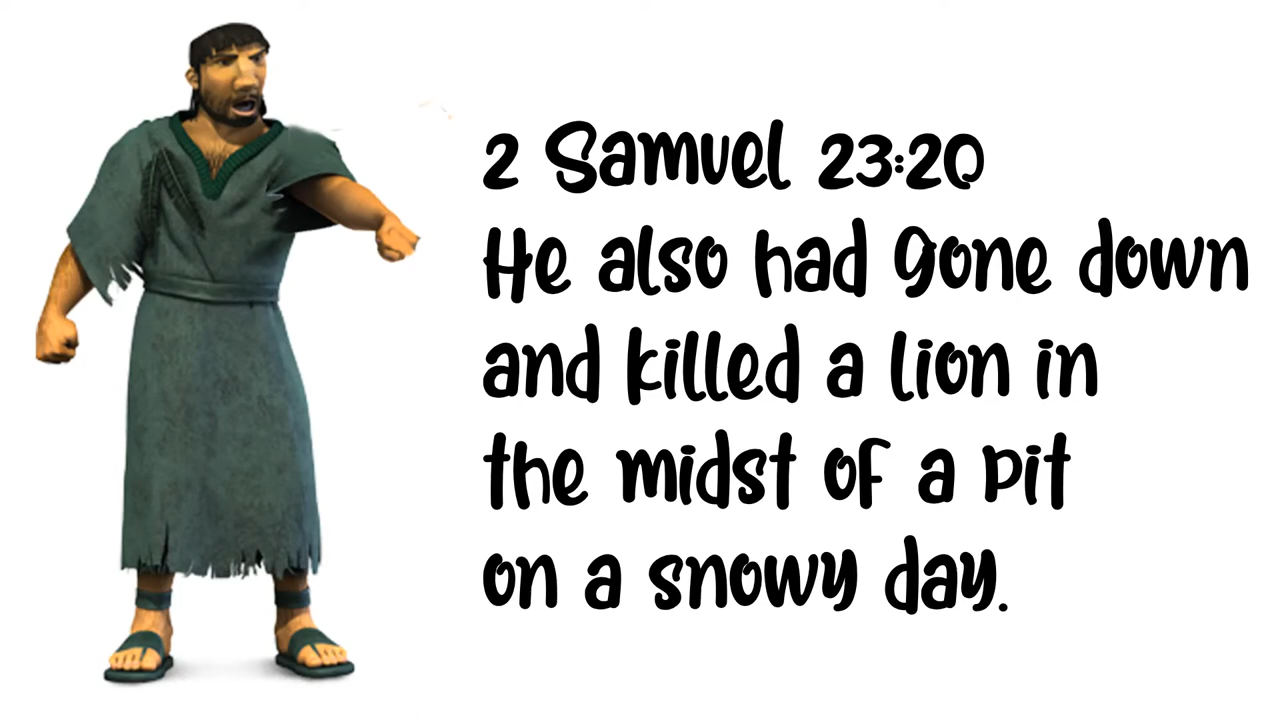 2 Samuel 23:20
He also had gone down
and killed a lion in
the midst of a pit
on a snowy day.